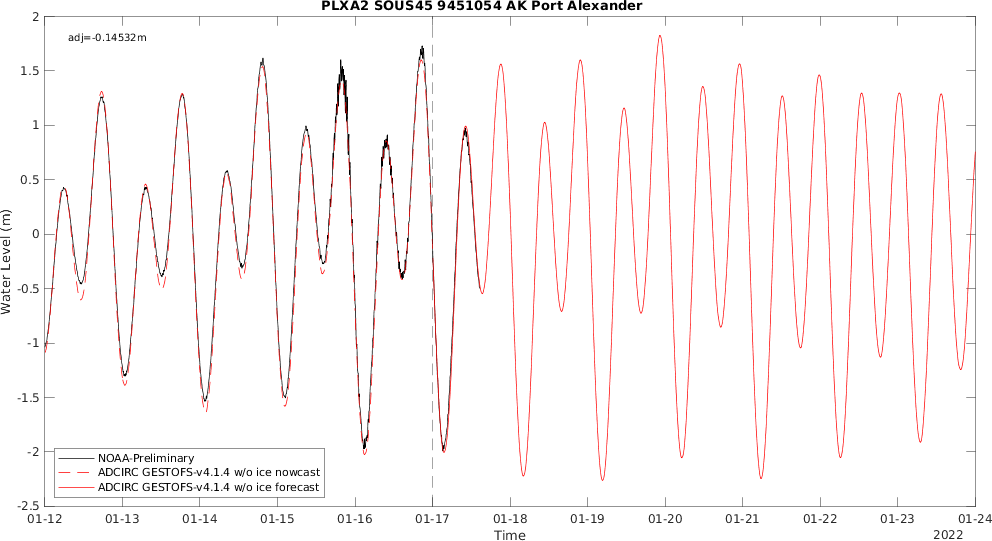 PLXA2 SOUS45 9451054 AK Port Alexander
adj=-0.14532m
2
1.5
1
0.5
0
-0.5
-1
-1.5
-2
-2.5
Water Level (m)
NOAA-Preliminary
ADCIRC GESTOFS-v4.1.4 w/o ice nowcast
ADCIRC GESTOFS-v4.1.4 w/o ice forecast
01-12 01-13 01-14 01-15 01-16 01-17 01-18 01-19 01-20 01-21 01-22 01-23 01-24
Time
2022